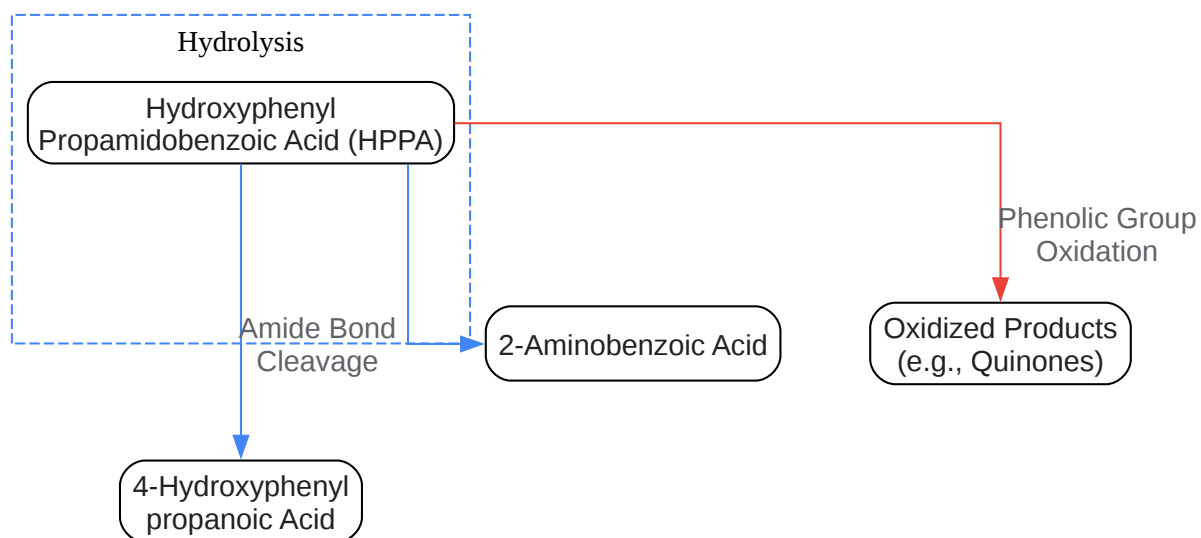 Hydrolysis
Hydroxyphenyl
Propamidobenzoic Acid (HPPA)
Phenolic Group
Oxidation
Amide Bond
Cleavage
2-Aminobenzoic Acid
Oxidized Products
(e.g., Quinones)
4-Hydroxyphenyl
propanoic Acid